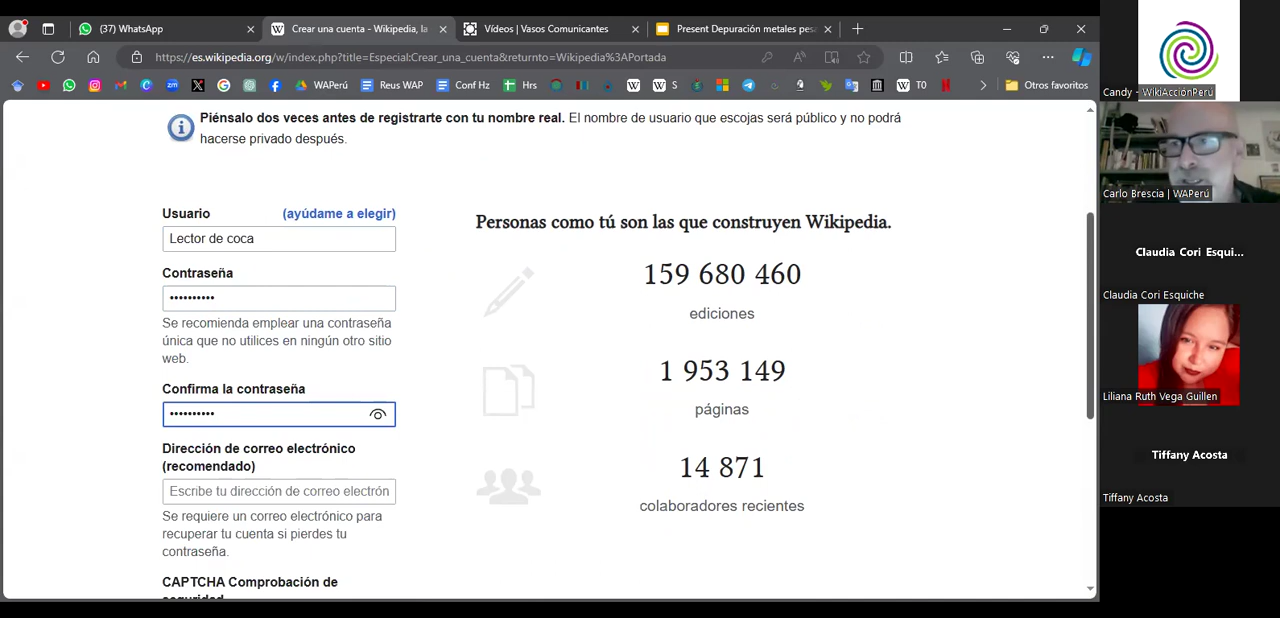 (37) WhatsApp
Crear una cuenta - Wikipedia, la
Vídeos | Vasos Comunicantes
Present Depuración metales pes
https://es.wikipedia.org/w/index.php?title=Especial:Crear_una_cuenta&returnto=Wikipedia%3APortada
WAPerú
Reus WAP
Conf Hz
Hrs
S
T0
Otros favoritos
Piénsalo dos veces antes de registrarte con tu nombre real. El nombre de usuario que escojas será público y no podrá
hacerse privado después.
Usuario
(ayúdame a elegir)
Lector de coca
Contraseña
••••••••••
Se recomienda emplear una contraseña
única que no utilices en ningún otro sitio
web.
Confirma la contraseña
••••••••••
Dirección de correo electrónico
(recomendado)
Escribe tu dirección de correo electrón
Se requiere un correo electrónico para
recuperar tu cuenta si pierdes tu
contraseña.
CAPTCHA Comprobación de
seguridad
Personas como tú son las que construyen Wikipedia.
159 680 460
ediciones
1 953 149
páginas
14 871
colaboradores recientes
Candy - WikiAcciónPerú
Carlo Brescia | WAPerú
Claudia Cori Esqui...
Claudia Cori Esquiche
Liliana Ruth Vega Guillen
Tiffany Acosta
Tiffany Acosta